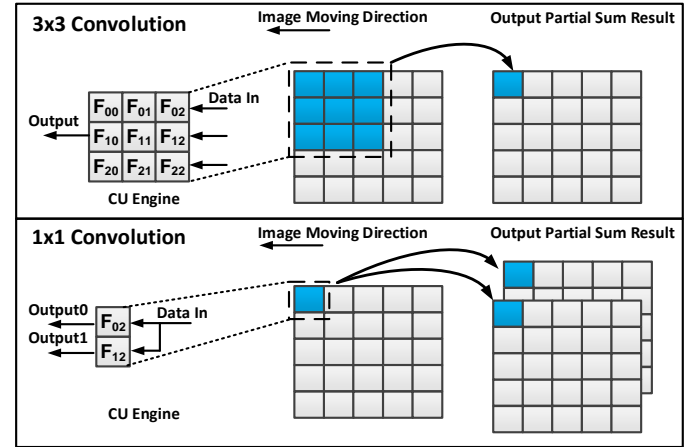 3x3 Convolution
Image Moving Direction
Output Partial Sum Result
F00 F01 F02
Data In
Output
F10 F11 F12
F20 F21 F22
CU Engine
1x1 Convolution
Image Moving Direction
Output Partial Sum Result
Output0
Data In
F02
Output1
F12
CU Engine